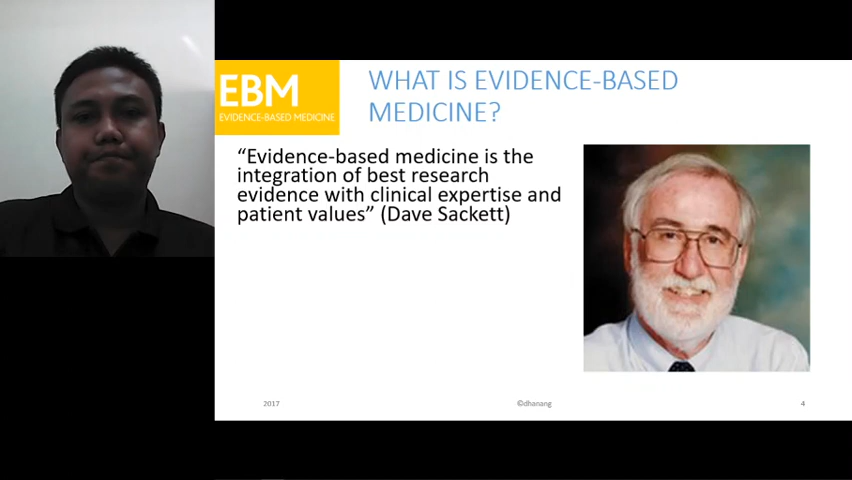 EBM
EVIDENCE-BASED MEDICINE
WHAT IS EVIDENCE-BASED
MEDICINE?
“Evidence-based medicine is the
integration of best research
evidence with clinical expertise and
patient values” (Dave Sackett)
2017
©dhanang
4